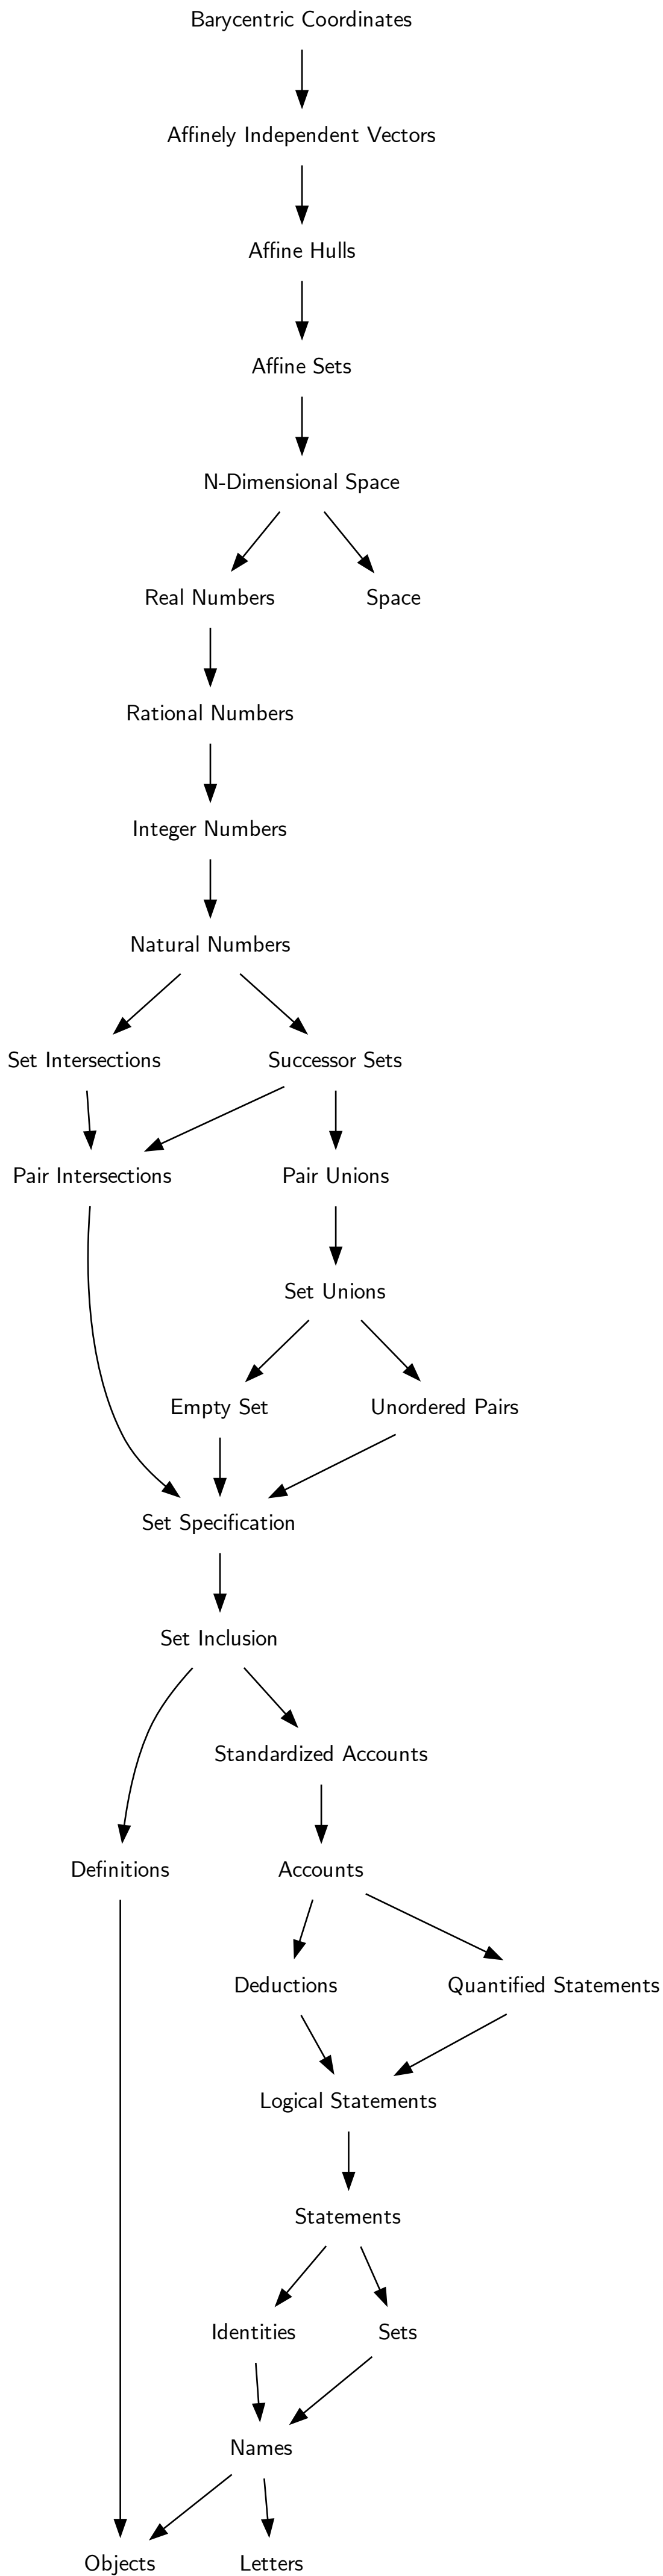 Barycentric Coordinates
Affinely Independent Vectors
Affine Hulls
Affine Sets
N-Dimensional Space
Real Numbers
Space
Rational Numbers
Integer Numbers
Natural Numbers
Set Intersections
Successor Sets
Pair Intersections
Pair Unions
Set Unions
Empty Set
Unordered Pairs
Set Specification
Set Inclusion
Standardized Accounts
Definitions
Accounts
Deductions
Quantified Statements
Logical Statements
Statements
Identities
Sets
Names
Objects
Letters